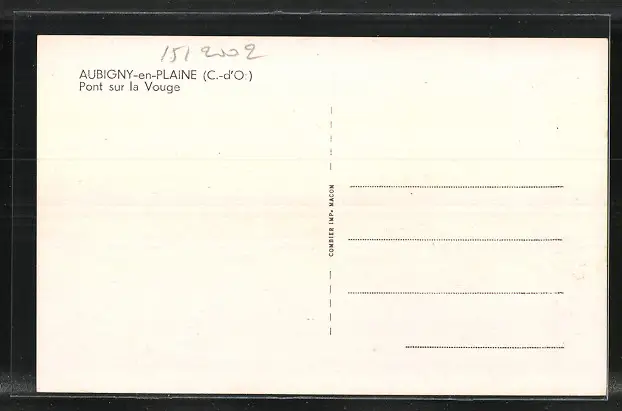 151 2002
AUBIGNY-en-PLAINE (C.-d'O.)
Pont sur la Vouge
COMBIER IMP. MACON